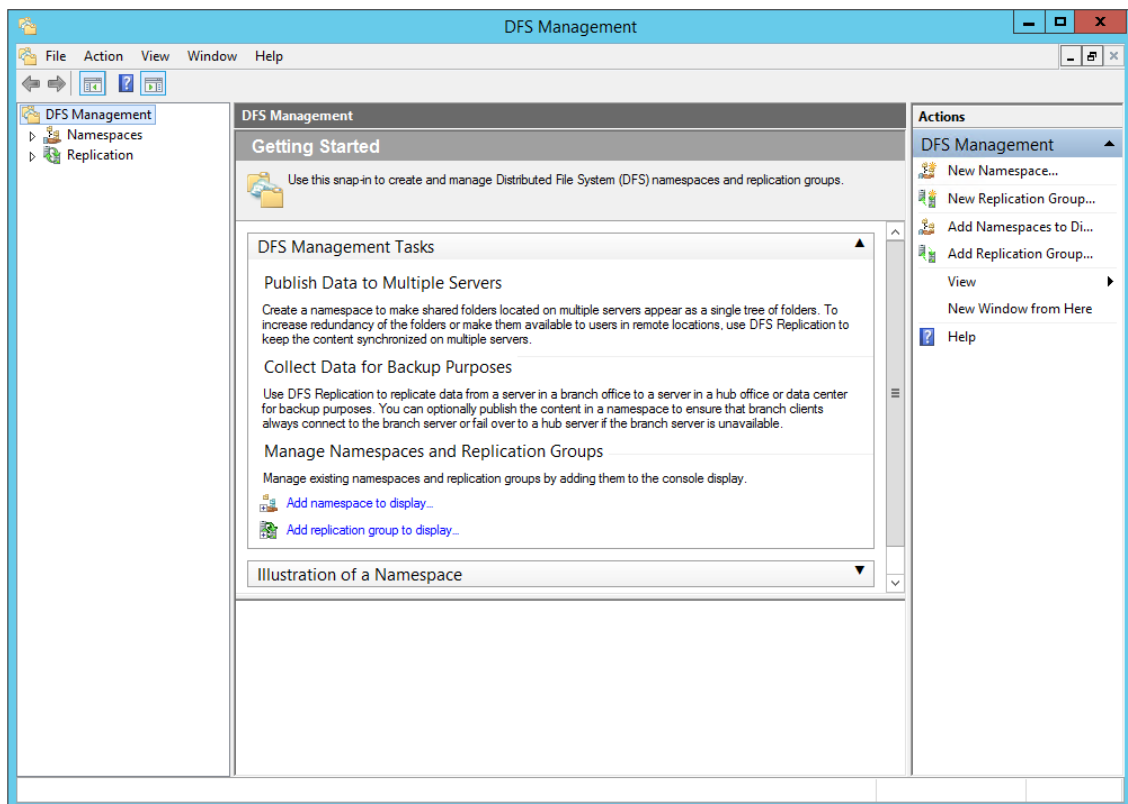 DFS Management
File Action View Window Help
DFS Management
Namespaces
Replication
DFS Management
Getting Started
Use this snap-in to create and manage Distributed File System (DFS) namespaces and replication groups.
DFS Management Tasks
Publish Data to Multiple Servers
Create a namespace to make shared folders located on multiple servers appear as a single tree of folders. To
increase redundancy of the folders or make them available to users in remote locations, use DFS Replication to
keep the content synchronized on multiple servers.
Collect Data for Backup Purposes
Use DFS Replication to replicate data from a server in a branch office to a server in a hub office or data center
for backup purposes. You can optionally publish the content in a namespace to ensure that branch clients
always connect to the branch server or fail over to a hub server if the branch server is unavailable.
Manage Namespaces and Replication Groups
Manage existing namespaces and replication groups by adding them to the console display.
Add namespace to display...
Add replication group to display...
Illustration of a Namespace
Actions
DFS Management
New Namespace...
New Replication Group...
Add Namespaces to Di...
Add Replication Group...
View
New Window from Here
Help